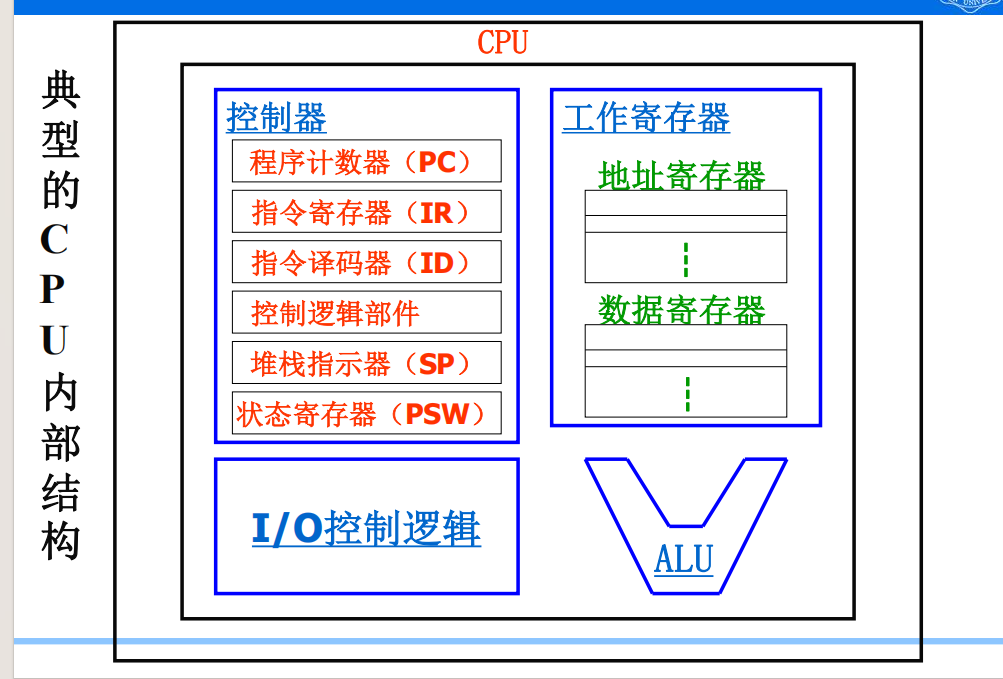 典型的CPU内部结构
CPU
控制器
程序计数器（PC）
指令寄存器（IR）
指令译码器（ID）
控制逻辑部件
堆栈指示器（SP）
状态寄存器（PSW）
工作寄存器
地址寄存器
数据寄存器
I/O控制逻辑
ALU